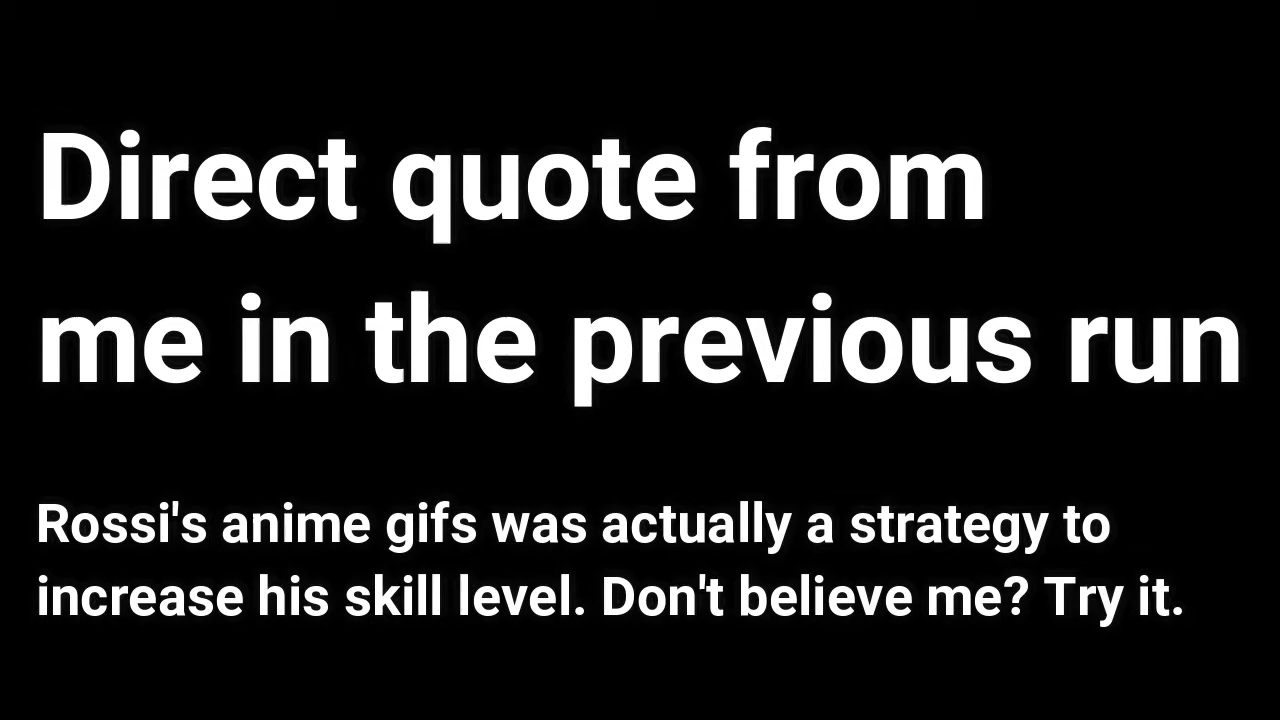 Direct quote from
me in the previous run
Rossi's anime gifs was actually a strategy to
increase his skill level. Don't believe me? Try it.